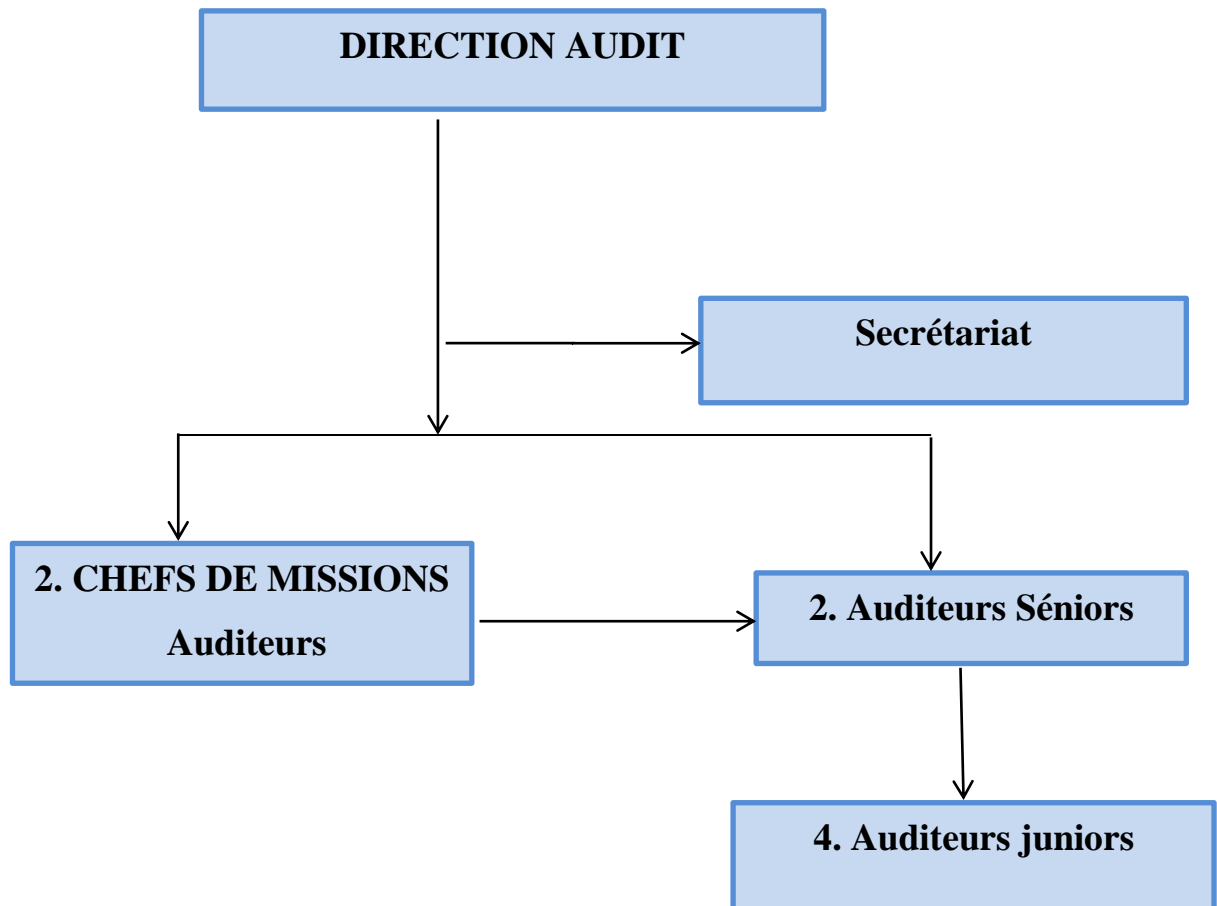 DIRECTION AUDIT
Secrétariat
2. CHEFS DE MISSIONS
Auditeurs
2. Auditeurs Séniors
4. Auditeurs juniors